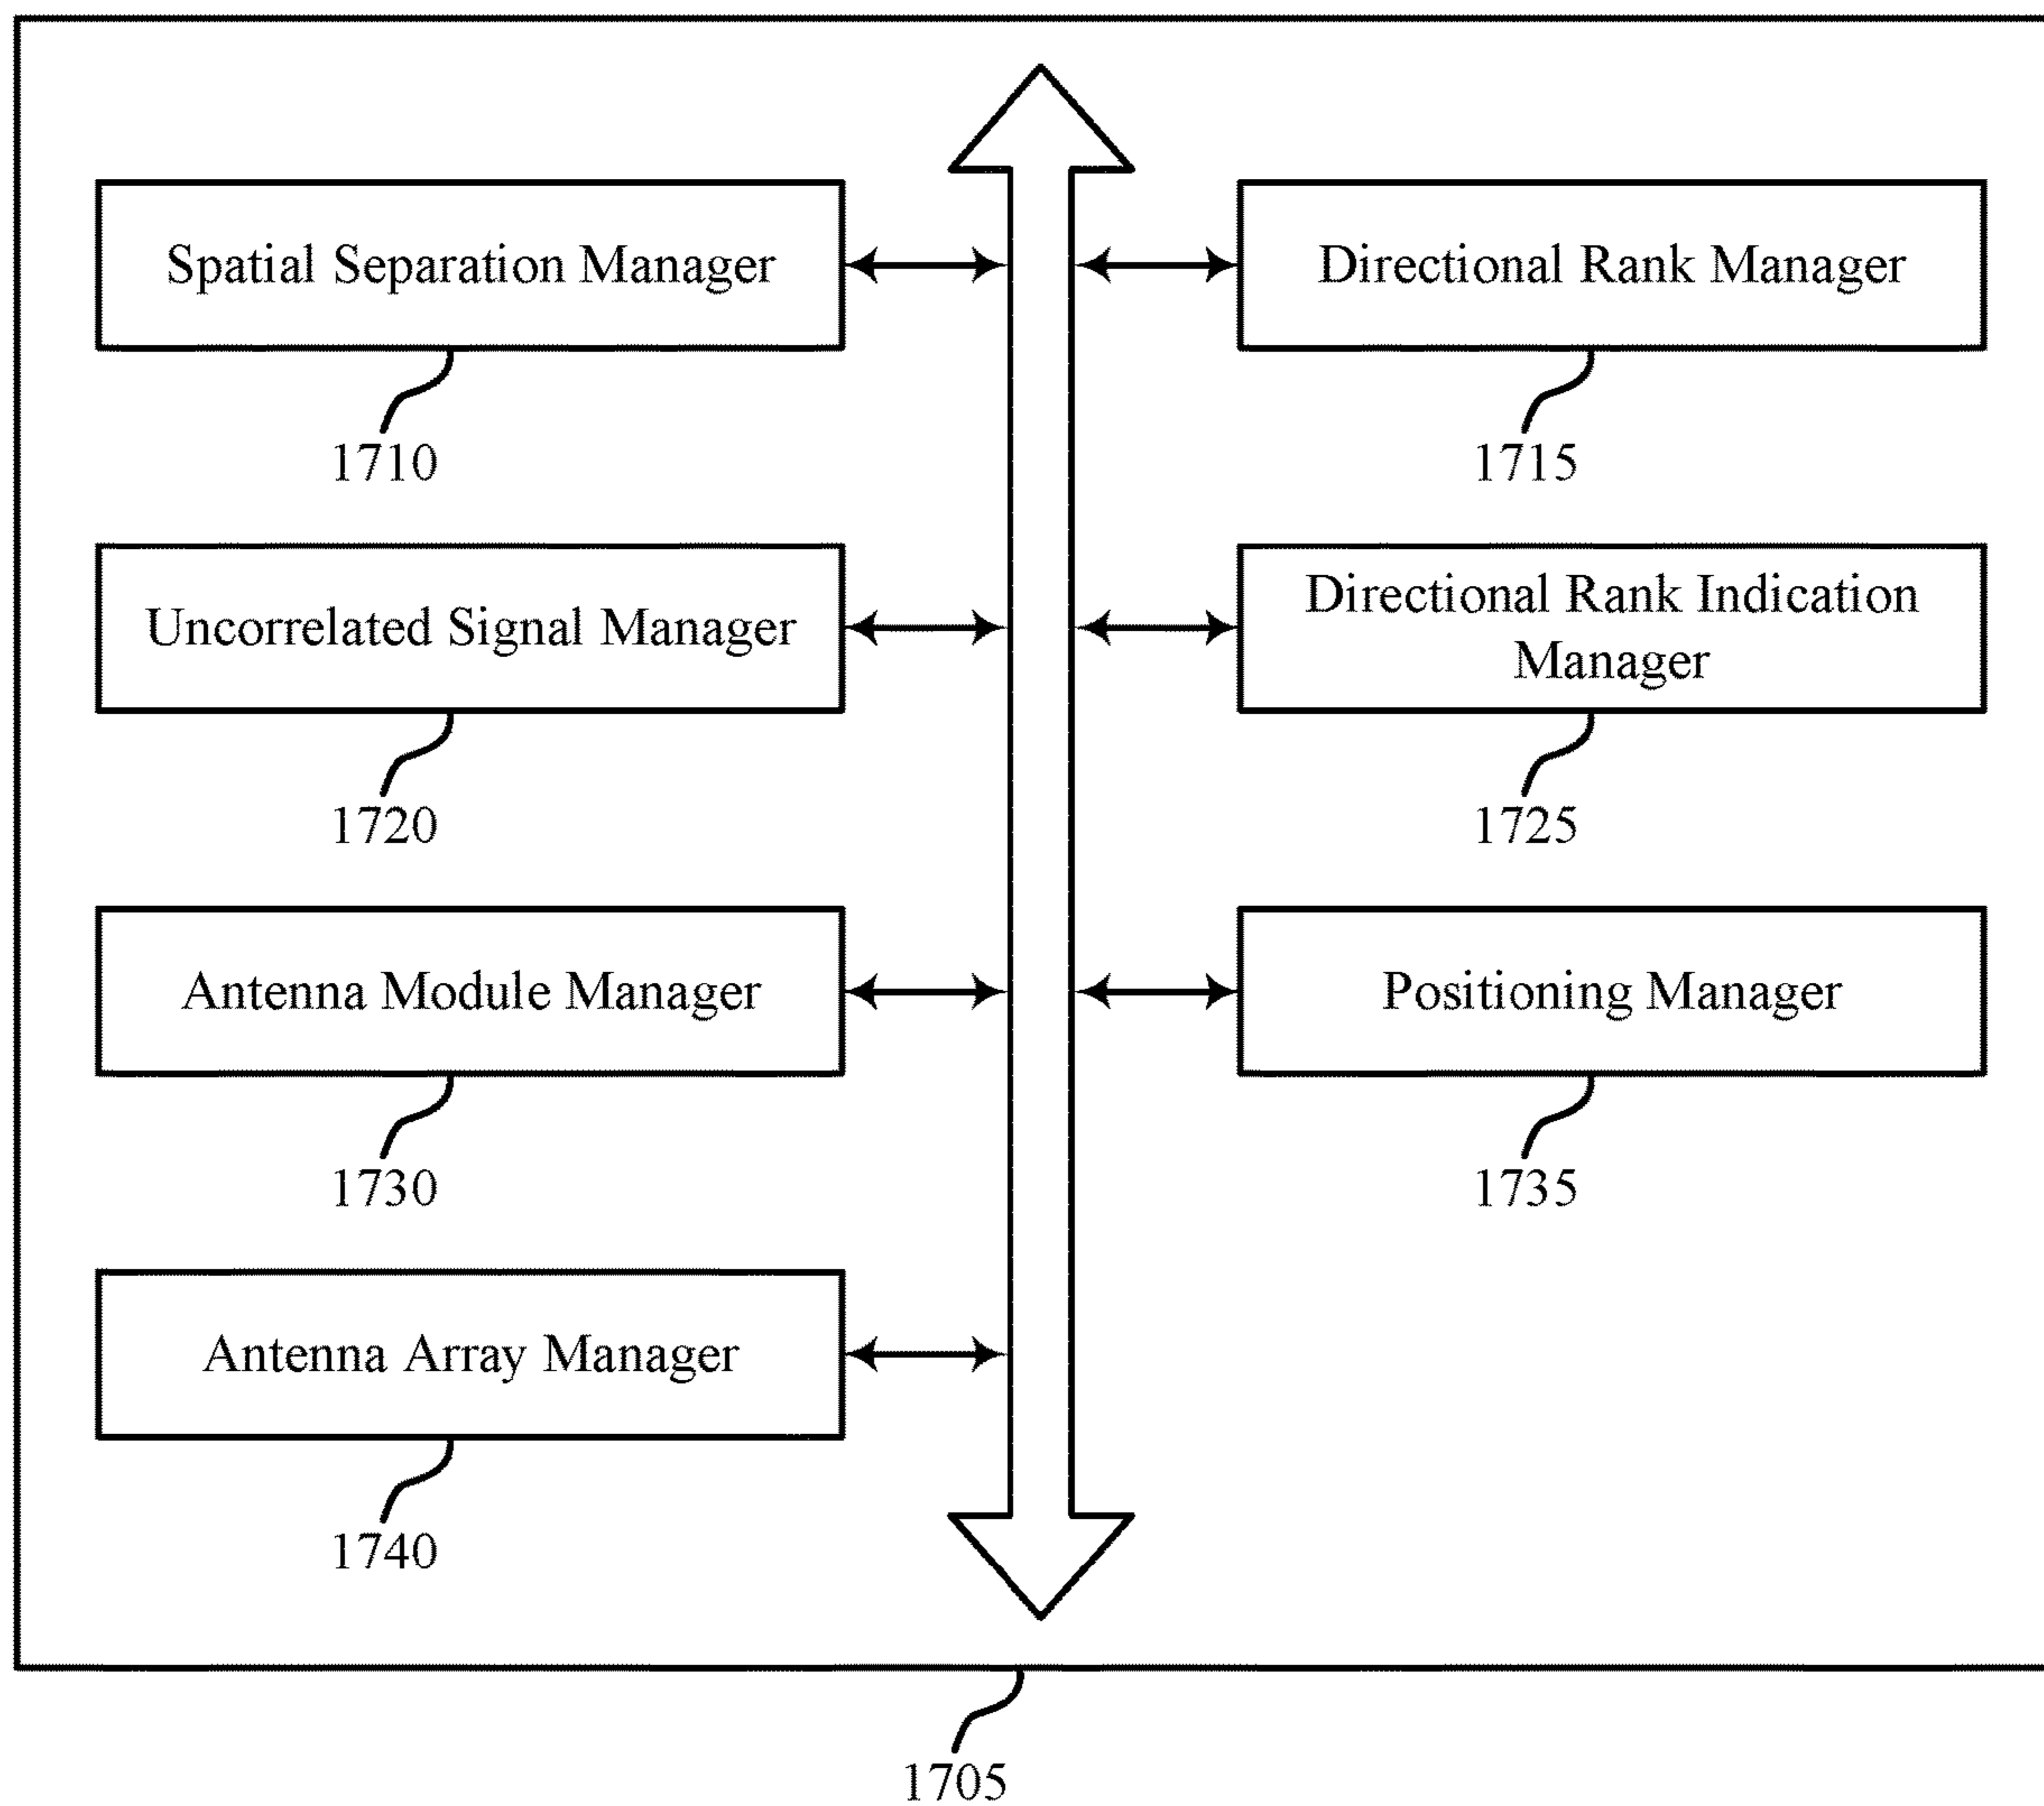 Spatial Separation Manager
Directional Rank Manager
1710
1715
Uncorrelated Signal Manager
Directional Rank Indication
Manager
1720
1725
Antenna Module Manager
Positioning Manager
1730
1735
Antenna Array Manager
1740
1705